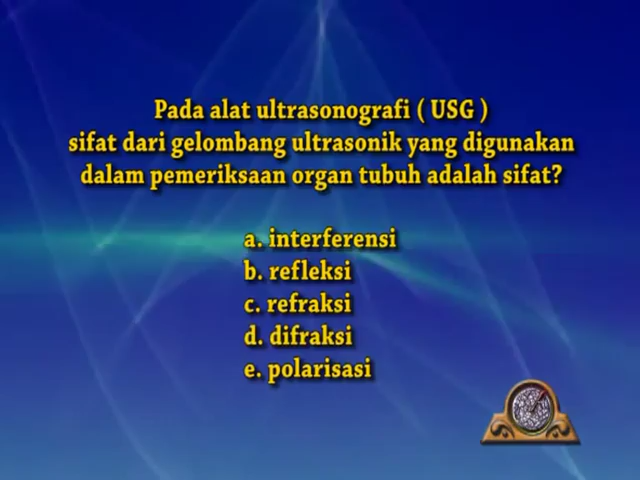 Pada alat ultrasonografi ( USG )
sifat dari gelombang ultrasonik yang digunakan
dalam pemeriksaan organ tubuh adalah sifat?
a. interferensi
b. refleksi
c. refraksi
d. difraksi
e. polarisasi